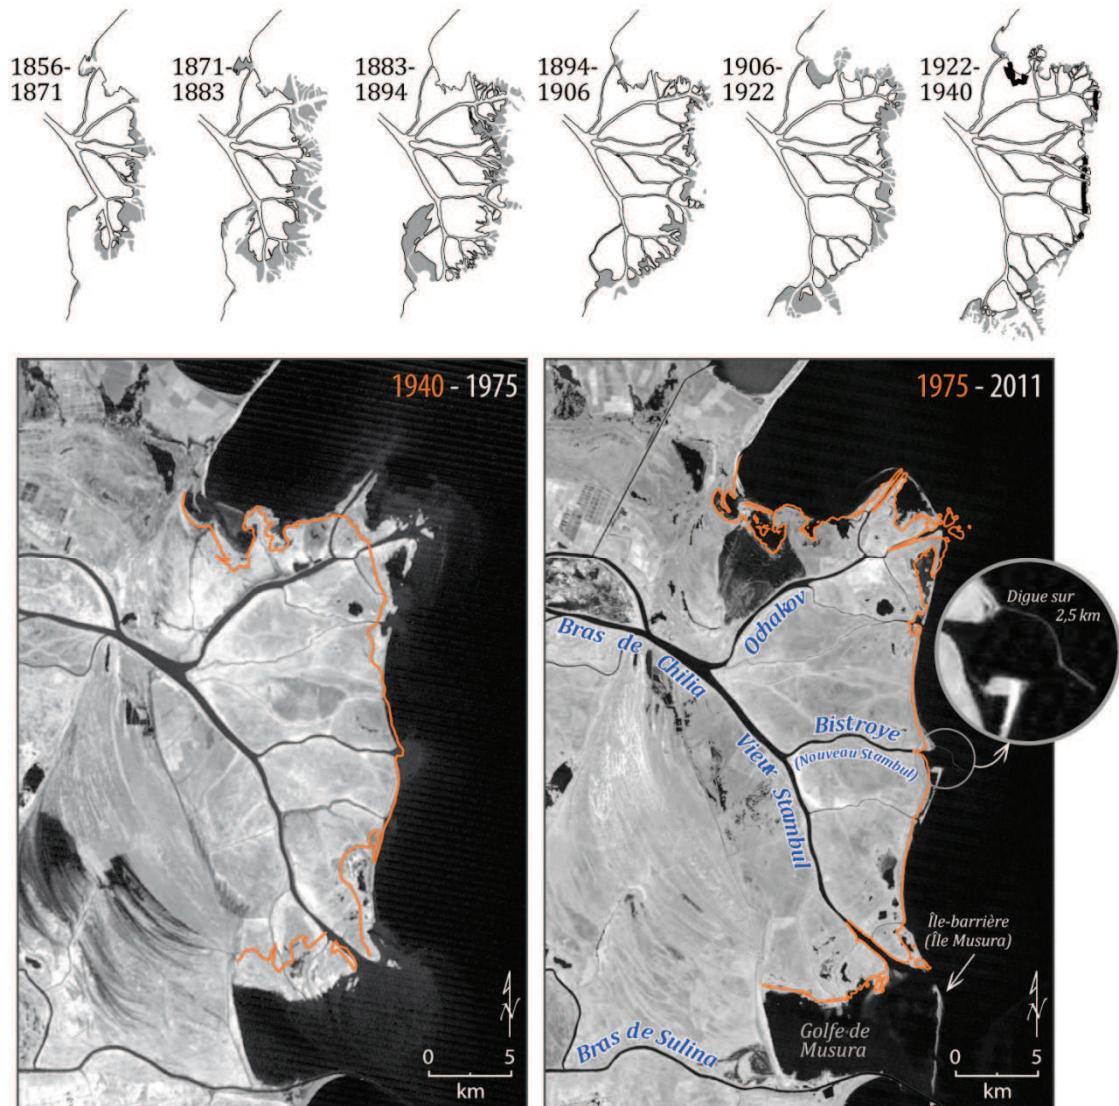 1856-
1871
1871-
1883
1883-
1894
1894-
1906
1906-
1922
1922-
1940
1940 - 1975
N
0 5
km
1975 - 2011
Digue sur
2,5 km
Bras de Chilia
Ochakov
Bistroye
(Nouveau Stambul)
Vieux Stambul
Île-barrière
(Île Musura)
Golfe de
Musura
Bras de Sulina
N
0 5
km